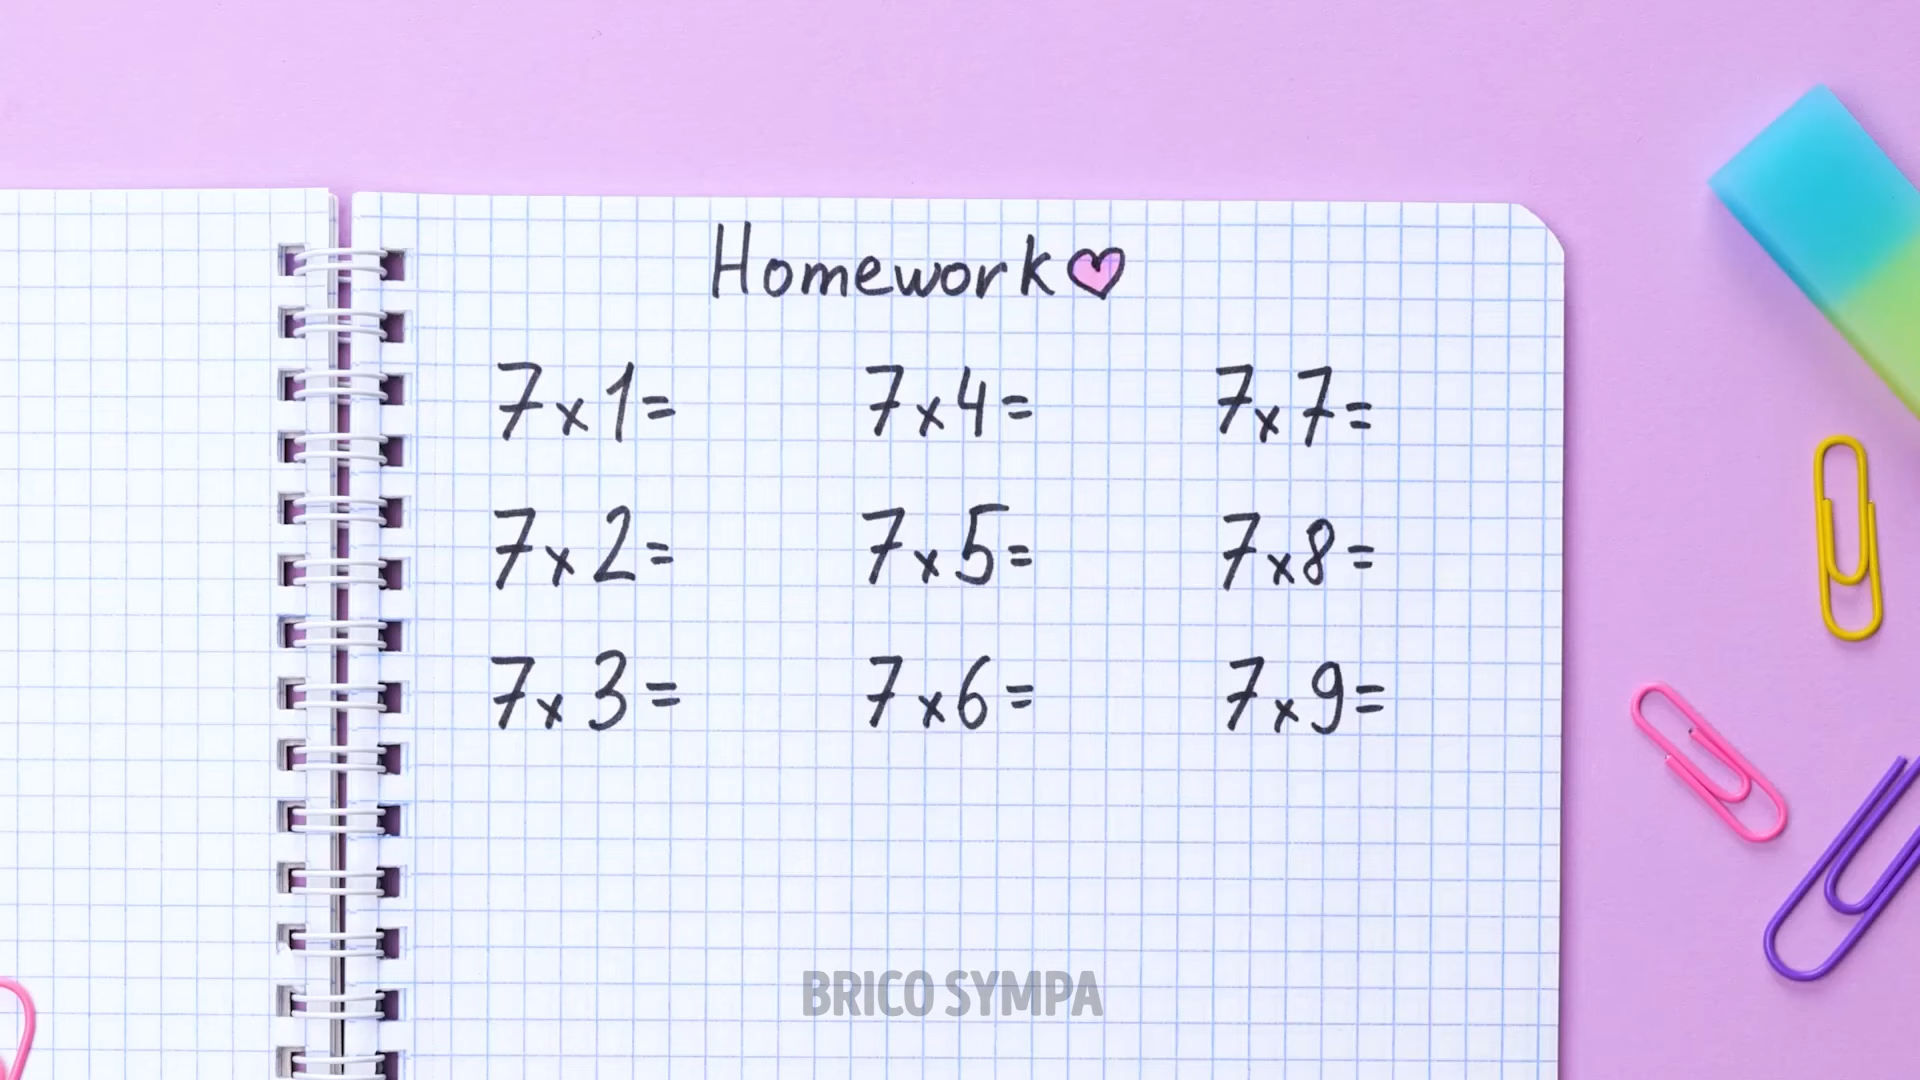 Homework
7x1= 7x4= 7x7=
7x2= 7x5= 7x8=
7x3= 7x6= 7x9=
BRICO SYMPA